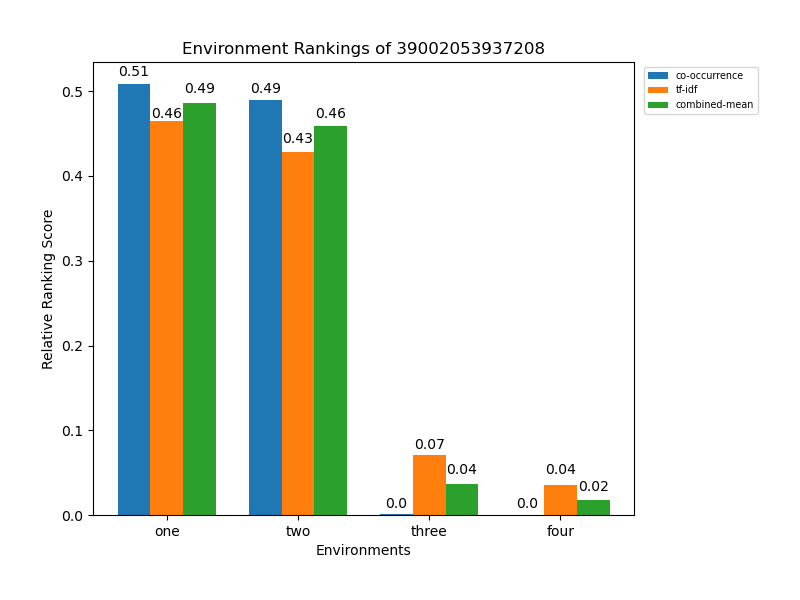 Environment Rankings of 39002053937208
co-occurrence
tf-idf
combined-mean
Relative Ranking Score
0.5
0.4
0.3
0.2
0.1
0.0
0.51
0.46
0.49
0.49
0.43
0.46
0.0
0.07
0.04
0.0
0.04
0.02
one two three four
Environments